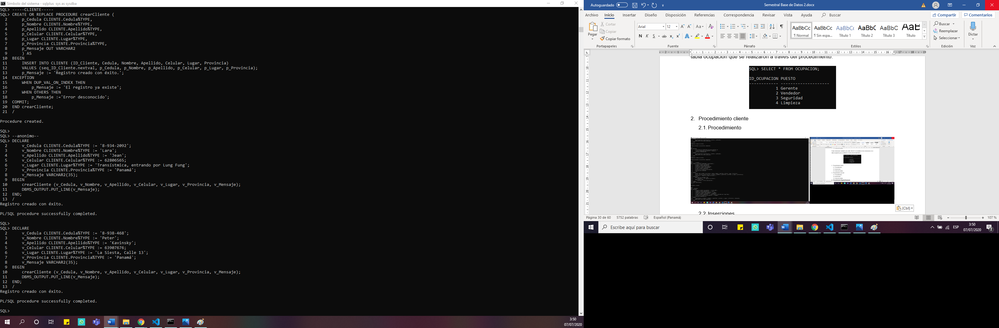 Símbolo del sistema - sqlplus  sys as sysdba
SQL> -----CLIENTE-----
SQL> CREATE OR REPLACE PROCEDURE crearCliente (
  2      p_Cedula CLIENTE.Cedula%TYPE,
  3      p_Nombre CLIENTE.Nombre%TYPE,
  4      p_Apellido CLIENTE.Apellido%TYPE,
  5      p_Celular CLIENTE.Celular%TYPE,
  6      p_Lugar CLIENTE.Lugar%TYPE,
  7      p_Provincia CLIENTE.Provincia%TYPE,
  8      p_Mensaje OUT VARCHAR2
  9      ) AS
 10  BEGIN
 11      INSERT INTO CLIENTE (ID_Cliente, Cedula, Nombre, Apellido, Celular, Lugar, Provincia)
 12      VALUES (seq_ID_Cliente.nextval, p_Cedula, p_Nombre, p_Apellido, p_Celular, p_Lugar, p_Provincia);
 13      p_Mensaje := 'Registro creado con éxito.';
 14  EXCEPTION
 15      WHEN DUP_VAL_ON_INDEX THEN
 16          p_Mensaje := 'El registro ya existe';
 17      WHEN OTHERS THEN
 18          p_Mensaje :='Error desconocido';
 19  COMMIT;
 20  END crearCliente;
 21  /
Procedure created.
SQL>
SQL> --anonimo--
SQL> DECLARE
  2      v_Cedula CLIENTE.Cedula%TYPE := '8-934-2092';
  3      v_Nombre CLIENTE.Nombre%TYPE := 'Lara';
  4      v_Apellido CLIENTE.Apellido%TYPE := 'Jean';
  5      v_Celular CLIENTE.Celular%TYPE := 62806565;
  6      v_Lugar CLIENTE.Lugar%TYPE := 'Transístmica, entrando por Lung Fung';
  7      v_Provincia CLIENTE.Provincia%TYPE := 'Panamá';
  8      v_Mensaje VARCHAR2(35);
  9  BEGIN
 10      crearCliente (v_Cedula, v_Nombre, v_Apellido, v_Celular, v_Lugar, v_Provincia, v_Mensaje);
 11      DBMS_OUTPUT.PUT_LINE(v_Mensaje);
 12  END;
 13  /
Registro creado con éxito.
PL/SQL procedure successfully completed.
SQL>
SQL> DECLARE
  2      v_Cedula CLIENTE.Cedula%TYPE := '8-938-468';
  3      v_Nombre CLIENTE.Nombre%TYPE := 'Peter';
  4      v_Apellido CLIENTE.Apellido%TYPE := 'Kavinsky';
  5      v_Celular CLIENTE.Celular%TYPE := 63907676;
  6      v_Lugar CLIENTE.Lugar%TYPE := 'La Siesta, Calle 13';
  7      v_Provincia CLIENTE.Provincia%TYPE := 'Panamá';
  8      v_Mensaje VARCHAR2(35);
  9  BEGIN
 10      crearCliente (v_Cedula, v_Nombre, v_Apellido, v_Celular, v_Lugar, v_Provincia, v_Mensaje);
 11      DBMS_OUTPUT.PUT_LINE(v_Mensaje);
 12  END;
 13  /
Registro creado con éxito.
PL/SQL procedure successfully completed.
SQL>
3:50
07/07/2020
Autoguardado
Semestral Base de Datos 2.docx
Archivo Inicio Insertar Diseño Disposición Referencias Correspondencia Revisar Vista Ayuda Buscar
Compartir Comentarios
Pegar
Cortar
Copiar
Copiar formato
Portapapeles
Arial 12
N K S ab x₂ x²
Fuente
Párrafo
AaBbCc AaBbCc AaBbCc AaBbC AaBbC AaB
¶ Normal ¶ Sin espa... Título 1 Título 2 Título 3 Título
Estilos
Buscar
Reemplazar
Seleccionar
Edición
Dictar
Voz
tabla ocupación que se realizaron a través del procedimiento.
SQL> SELECT * FROM OCUPACION;
ID_OCUPACION PUESTO
------------ --------------------
1 Gerente
2 Vendedor
3 Seguridad
4 Limpieza
2. Procedimiento cliente
2.1. Procedimiento
(Ctrl)
2.2. Inserciones
Página 30 de 60 5752 palabras Español (Panamá) 107 %
Escribe aquí para buscar
ESP
3:50
07/07/2020
2